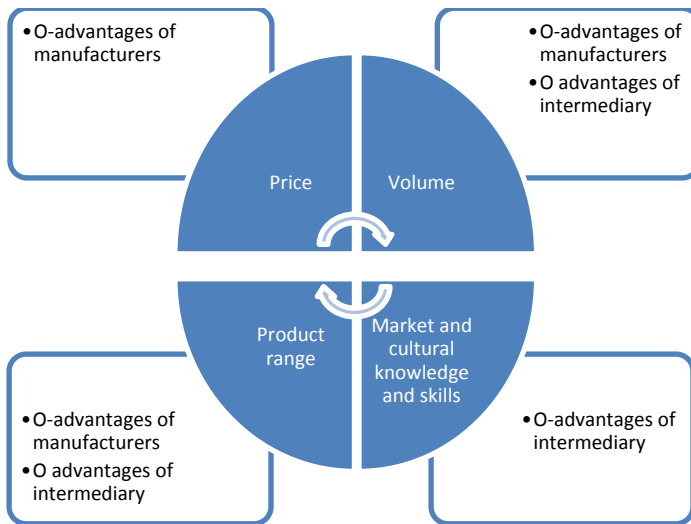 •O-advantages of
manufacturers
•O-advantages of
manufacturers
•O advantages of
intermediary
Price
Volume
Product
range
Market and
cultural
knowledge
and skills
•O-advantages of
manufacturers
•O advantages of
intermediary
•O-advantages of
intermediary